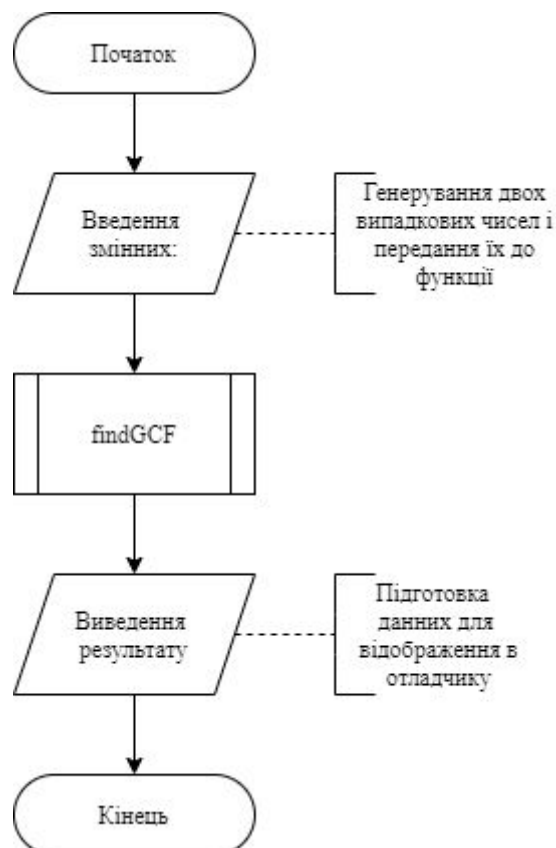 Початок
Введення
змінних:
Генерування двох
випадкових чисел і
передання їх до
функції
findGCF
Виведення
результату
Підготовка
данних для
відображення в
отладчику
Кінець